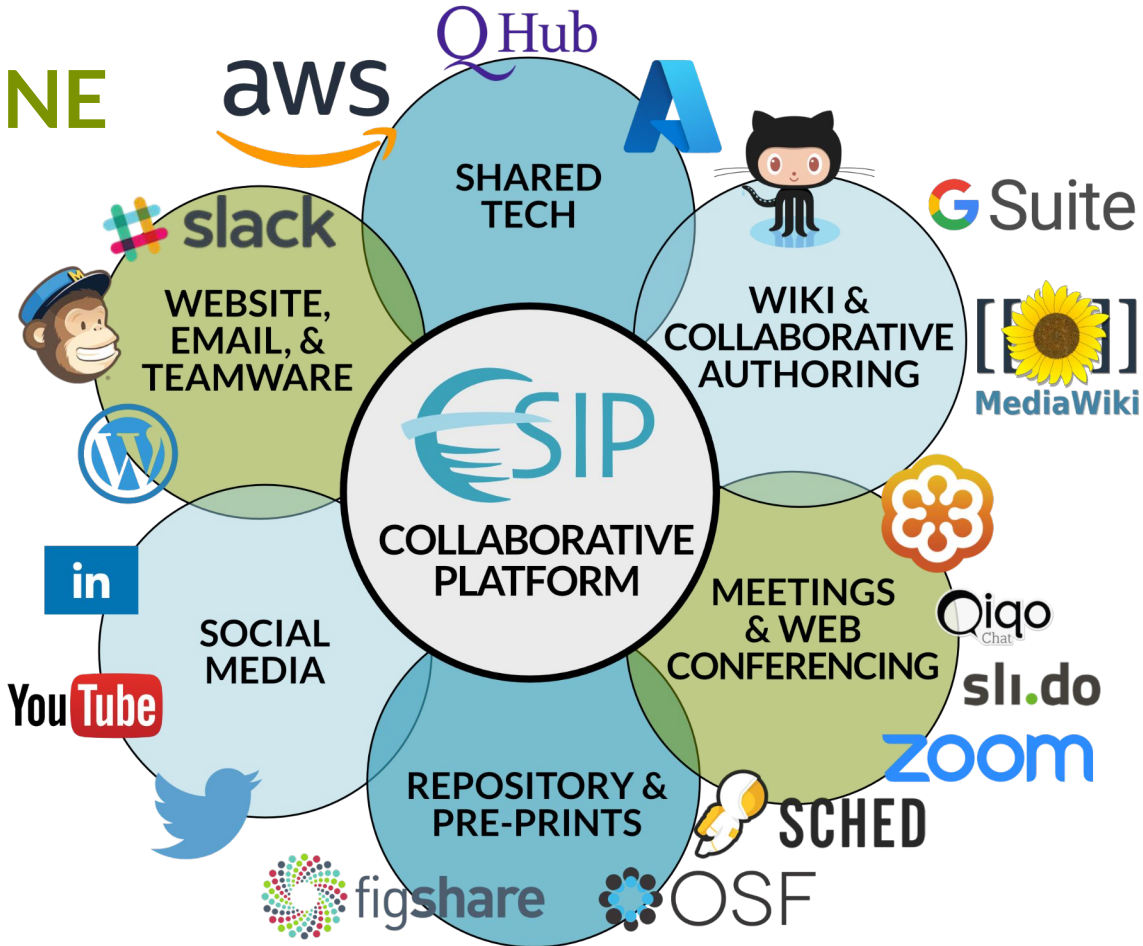 NE
aws
Q Hub
SHARED
TECH
slack
WEBSITE,
EMAIL, &
TEAMWARE
M
W
G Suite
WIKI &
COLLABORATIVE
AUTHORING
[[ ]]
MediaWiki
ESIP
COLLABORATIVE
PLATFORM
in
SOCIAL
MEDIA
You Tube
MEETINGS
& WEB
CONFERENCING
Qiqo
Chat
sli.do
zoom
REPOSITORY &
PRE-PRINTS
SCHED
figshare
OSF